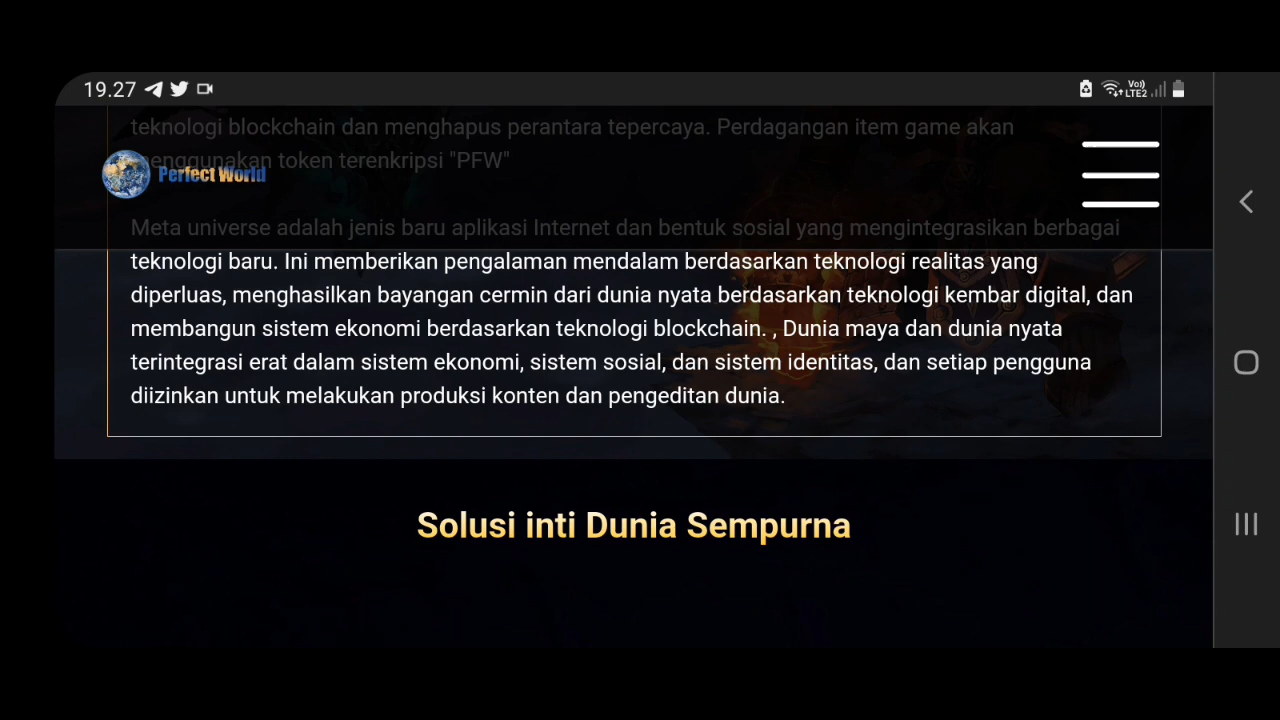 19.27
Vo))
LTE2
teknologi blockchain dan menghapus perantara tepercaya. Perdagangan item game akan
menggunakan token terenkripsi "PFW"
Perfect World
Meta universe adalah jenis baru aplikasi Internet dan bentuk sosial yang mengintegrasikan berbagai
teknologi baru. Ini memberikan pengalaman mendalam berdasarkan teknologi realitas yang
diperluas, menghasilkan bayangan cermin dari dunia nyata berdasarkan teknologi kembar digital, dan
membangun sistem ekonomi berdasarkan teknologi blockchain. , Dunia maya dan dunia nyata
terintegrasi erat dalam sistem ekonomi, sistem sosial, dan sistem identitas, dan setiap pengguna
diizinkan untuk melakukan produksi konten dan pengeditan dunia.
Solusi inti Dunia Sempurna